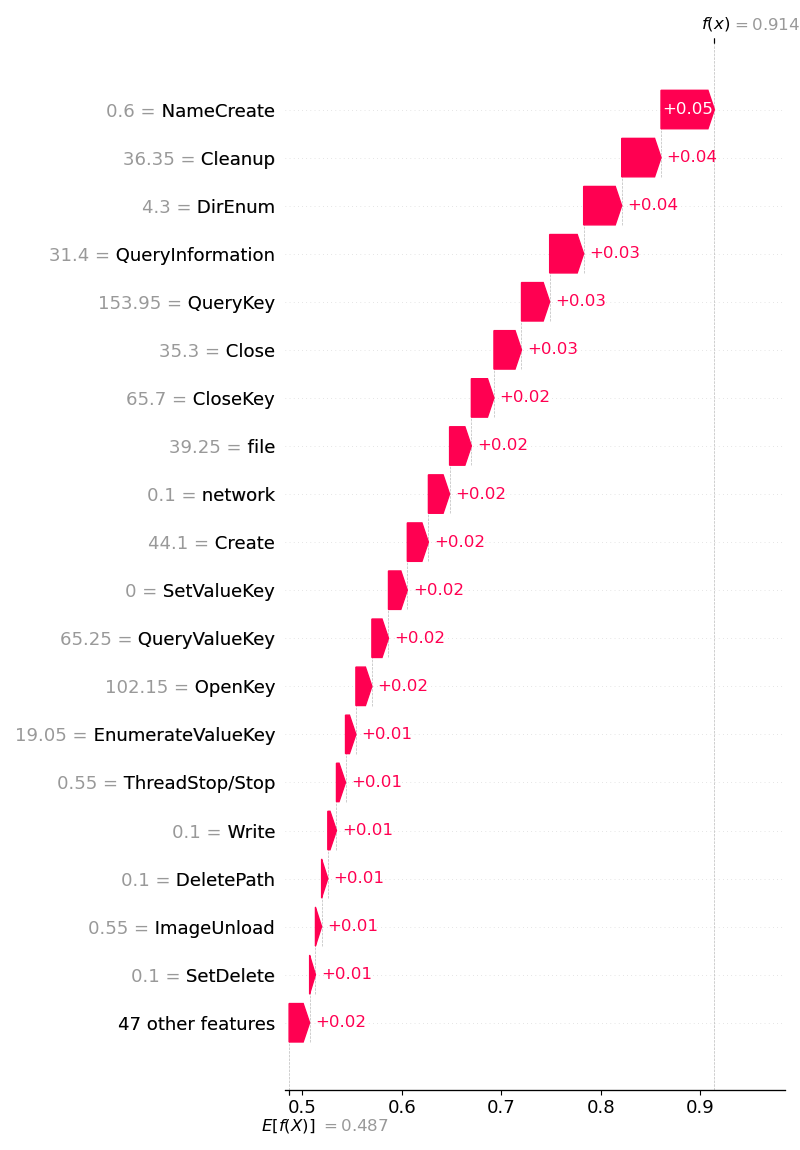 f(x) = 0.914
0.6 = NameCreate +0.05
36.35 = Cleanup +0.04
4.3 = DirEnum +0.04
31.4 = QueryInformation +0.03
153.95 = QueryKey +0.03
35.3 = Close +0.03
65.7 = CloseKey +0.02
39.25 = file +0.02
0.1 = network +0.02
44.1 = Create +0.02
0 = SetValueKey +0.02
65.25 = QueryValueKey +0.02
102.15 = OpenKey +0.02
19.05 = EnumerateValueKey +0.01
0.55 = ThreadStop/Stop +0.01
0.1 = Write +0.01
0.1 = DeletePath +0.01
0.55 = ImageUnload +0.01
0.1 = SetDelete +0.01
47 other features +0.02
0.5 0.6 0.7 0.8 0.9
E[f(X)] = 0.487